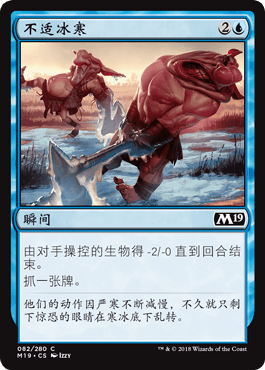 不适冰寒 2
瞬间 M19
由对手操控的生物得 -2/-0 直到回合结
束。
抓一张牌。
他们的动作因严寒不断减慢，不久就只剩
下惊恐的眼睛在寒冰底下乱转。
082/280 C
M19 • CS Izzy
™ & © 2018 Wizards of the Coast